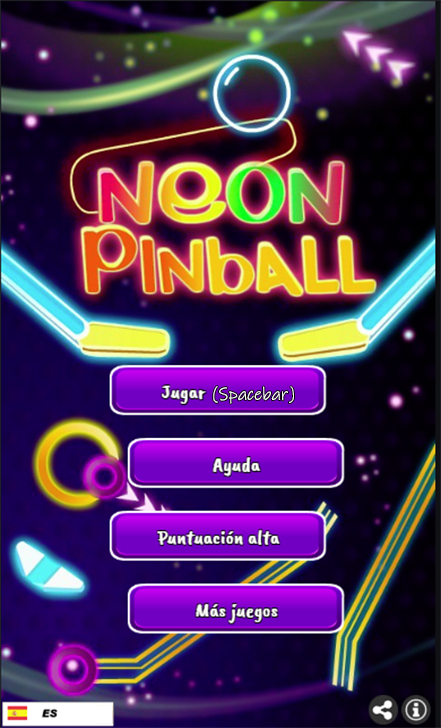 NeON
PINbALL
Jugar (Spacebar)
Ayuda
Puntuación alta
Más juegos
ES